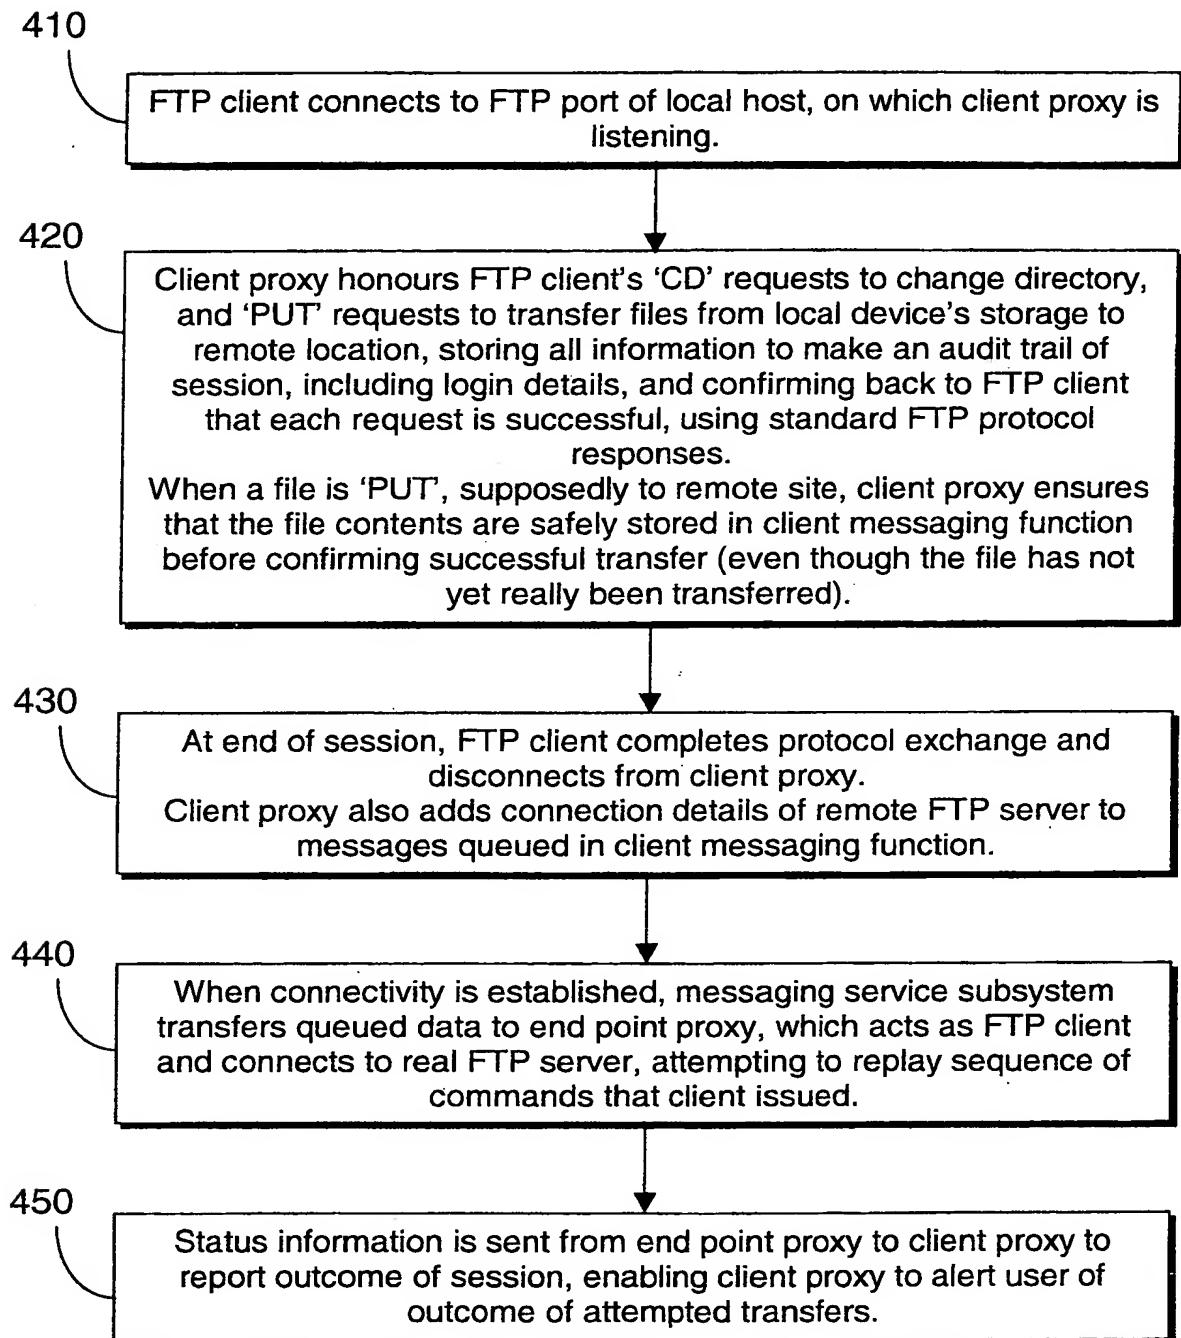 410
FTP client connects to FTP port of local host, on which client proxy is
listening.
420
Client proxy honours FTP client's 'CD' requests to change directory,
and 'PUT' requests to transfer files from local device's storage to
remote location, storing all information to make an audit trail of
session, including login details, and confirming back to FTP client
that each request is successful, using standard FTP protocol
responses.
When a file is 'PUT', supposedly to remote site, client proxy ensures
that the file contents are safely stored in client messaging function
before confirming successful transfer (even though the file has not
yet really been transferred).
430
At end of session, FTP client completes protocol exchange and
disconnects from client proxy.
Client proxy also adds connection details of remote FTP server to
messages queued in client messaging function.
440
When connectivity is established, messaging service subsystem
transfers queued data to end point proxy, which acts as FTP client
and connects to real FTP server, attempting to replay sequence of
commands that client issued.
450
Status information is sent from end point proxy to client proxy to
report outcome of session, enabling client proxy to alert user of
outcome of attempted transfers.